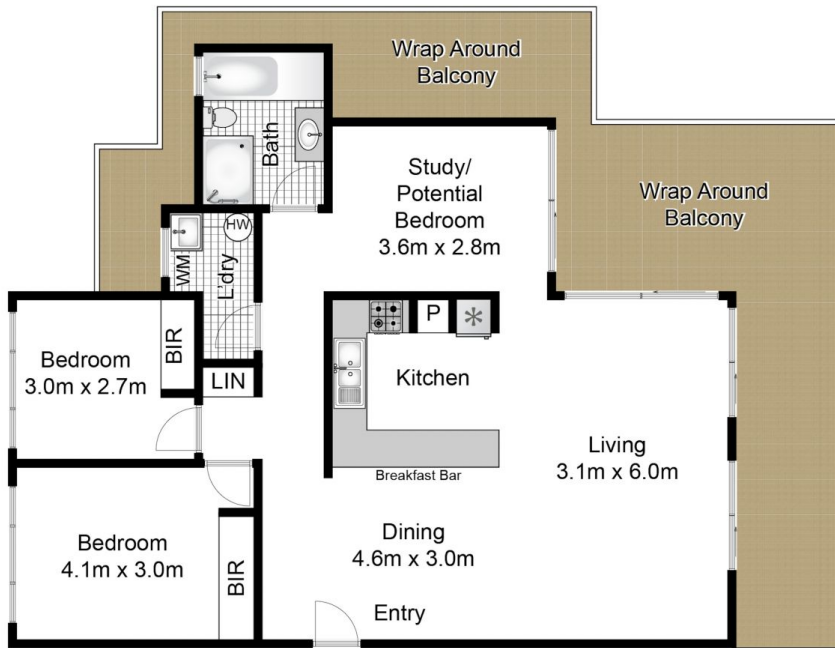 Wrap Around
Balcony
Bath
Study/
Potential
Bedroom
3.6m x 2.8m
Wrap Around
Balcony
HW
WM
L'dry
Bedroom
3.0m x 2.7m
BIR
LIN
P
Kitchen
Breakfast Bar
Living
3.1m x 6.0m
Bedroom
4.1m x 3.0m
BIR
Dining
4.6m x 3.0m
Entry